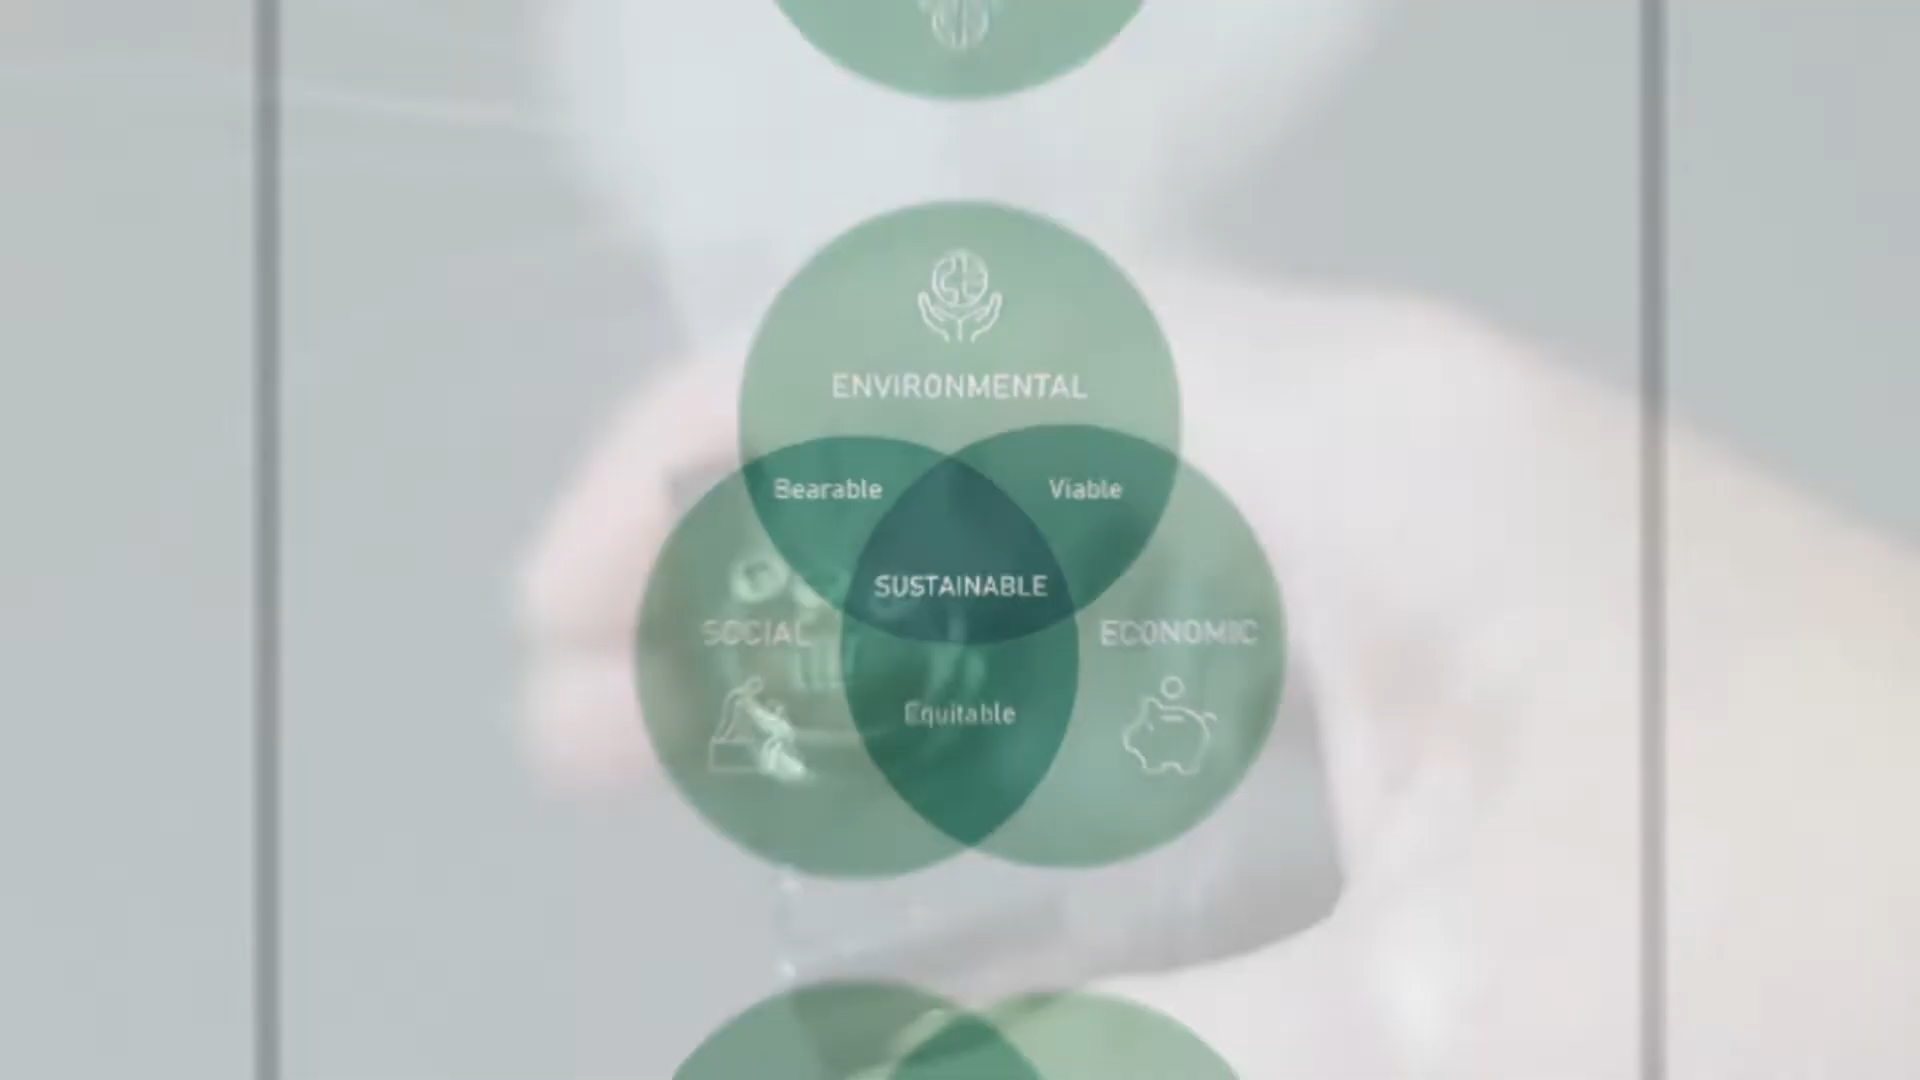 ENVIRONMENTAL
Bearable
Viable
SUSTAINABLE
SOCIAL
ECONOMIC
Equitable